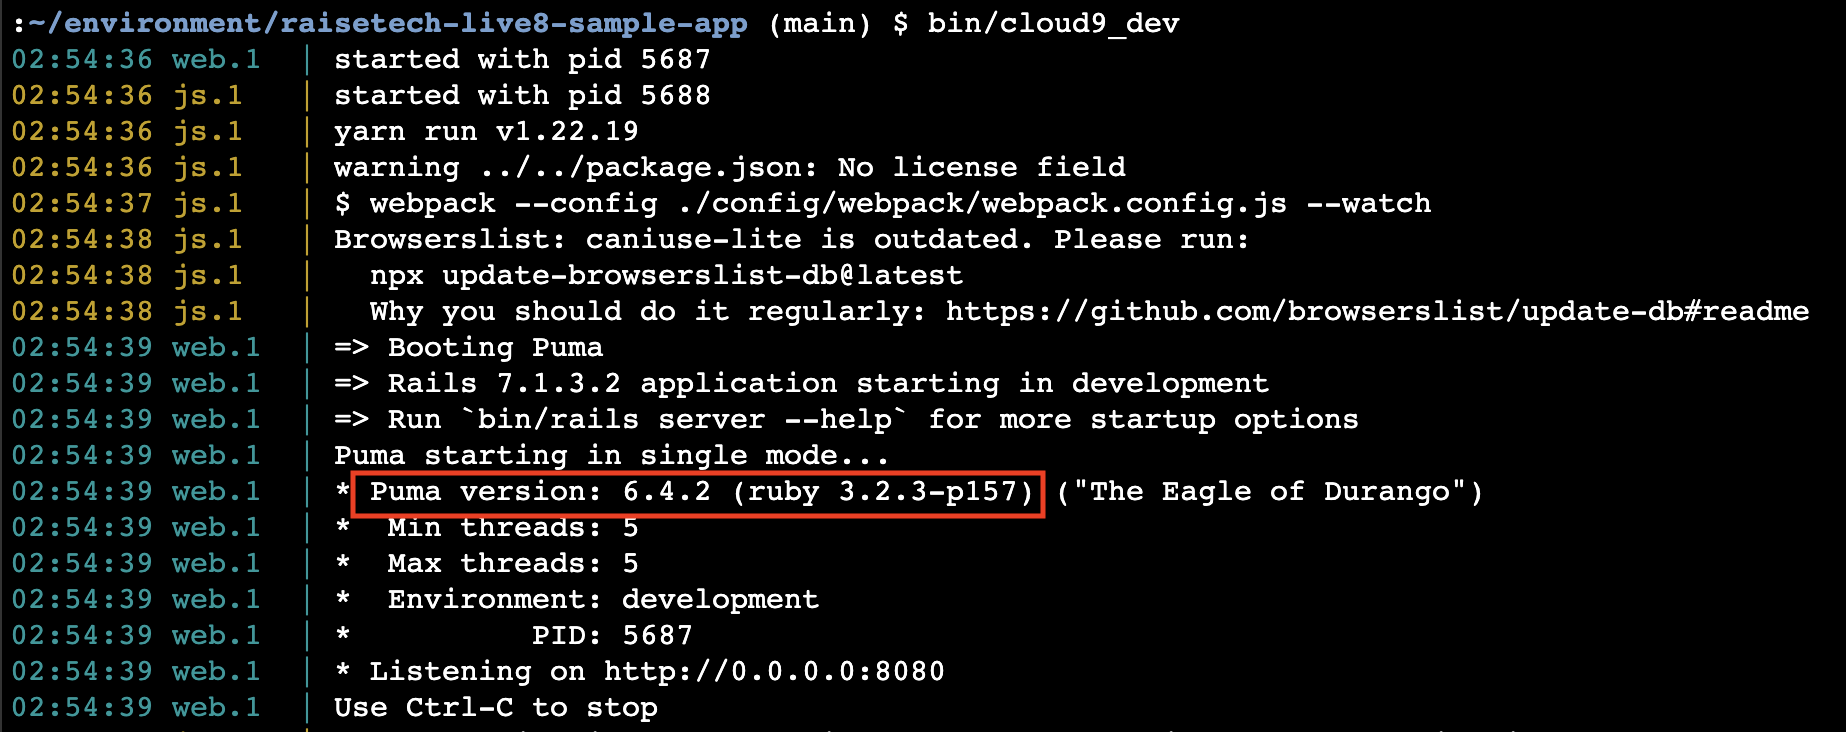 :~/environment/raisetech-live8-sample-app (main) $ bin/cloud9_dev
02:54:36 web.1  | started with pid 5687
02:54:36 js.1   | started with pid 5688
02:54:36 js.1   | yarn run v1.22.19
02:54:36 js.1   | warning ../../package.json: No license field
02:54:37 js.1   | $ webpack --config ./config/webpack/webpack.config.js --watch
02:54:38 js.1   | Browserslist: caniuse-lite is outdated. Please run:
02:54:38 js.1   |   npx update-browserslist-db@latest
02:54:38 js.1   |   Why you should do it regularly: https://github.com/browserslist/update-db#readme
02:54:39 web.1  | => Booting Puma
02:54:39 web.1  | => Rails 7.1.3.2 application starting in development
02:54:39 web.1  | => Run `bin/rails server --help` for more startup options
02:54:39 web.1  | Puma starting in single mode...
02:54:39 web.1  | * Puma version: 6.4.2 (ruby 3.2.3-p157) ("The Eagle of Durango")
02:54:39 web.1  | *  Min threads: 5
02:54:39 web.1  | *  Max threads: 5
02:54:39 web.1  | *  Environment: development
02:54:39 web.1  | *          PID: 5687
02:54:39 web.1  | * Listening on http://0.0.0.0:8080
02:54:39 web.1  | Use Ctrl-C to stop